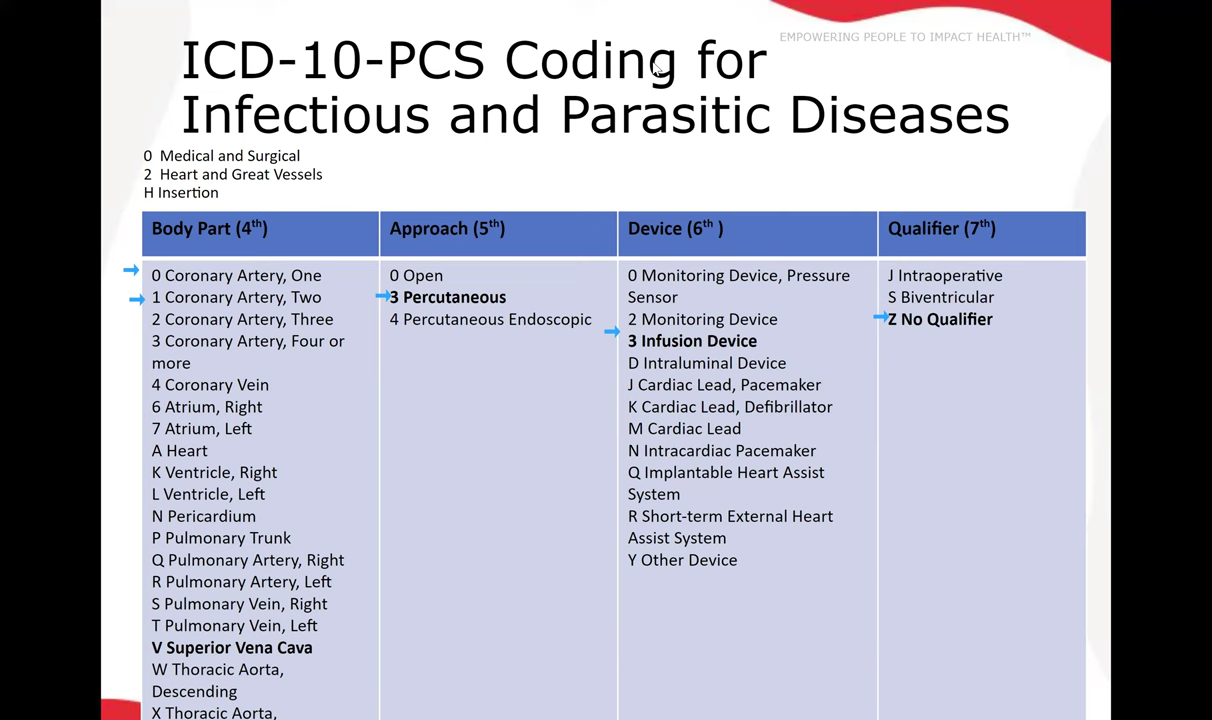 EMPOWERING PEOPLE TO IMPACT HEALTH™
ICD-10-PCS Coding for
Infectious and Parasitic Diseases
0 Medical and Surgical
2 Heart and Great Vessels
H Insertion
Body Part (4th)
Approach (5th)
Device (6th )
Qualifier (7th)
0 Coronary Artery, One
1 Coronary Artery, Two
2 Coronary Artery, Three
3 Coronary Artery, Four or
more
4 Coronary Vein
6 Atrium, Right
7 Atrium, Left
A Heart
K Ventricle, Right
L Ventricle, Left
N Pericardium
P Pulmonary Trunk
Q Pulmonary Artery, Right
R Pulmonary Artery, Left
S Pulmonary Vein, Right
T Pulmonary Vein, Left
V Superior Vena Cava
W Thoracic Aorta,
Descending
X Thoracic Aorta,
0 Open
3 Percutaneous
4 Percutaneous Endoscopic
0 Monitoring Device, Pressure
Sensor
2 Monitoring Device
3 Infusion Device
D Intraluminal Device
J Cardiac Lead, Pacemaker
K Cardiac Lead, Defibrillator
M Cardiac Lead
N Intracardiac Pacemaker
Q Implantable Heart Assist
System
R Short-term External Heart
Assist System
Y Other Device
J Intraoperative
S Biventricular
Z No Qualifier